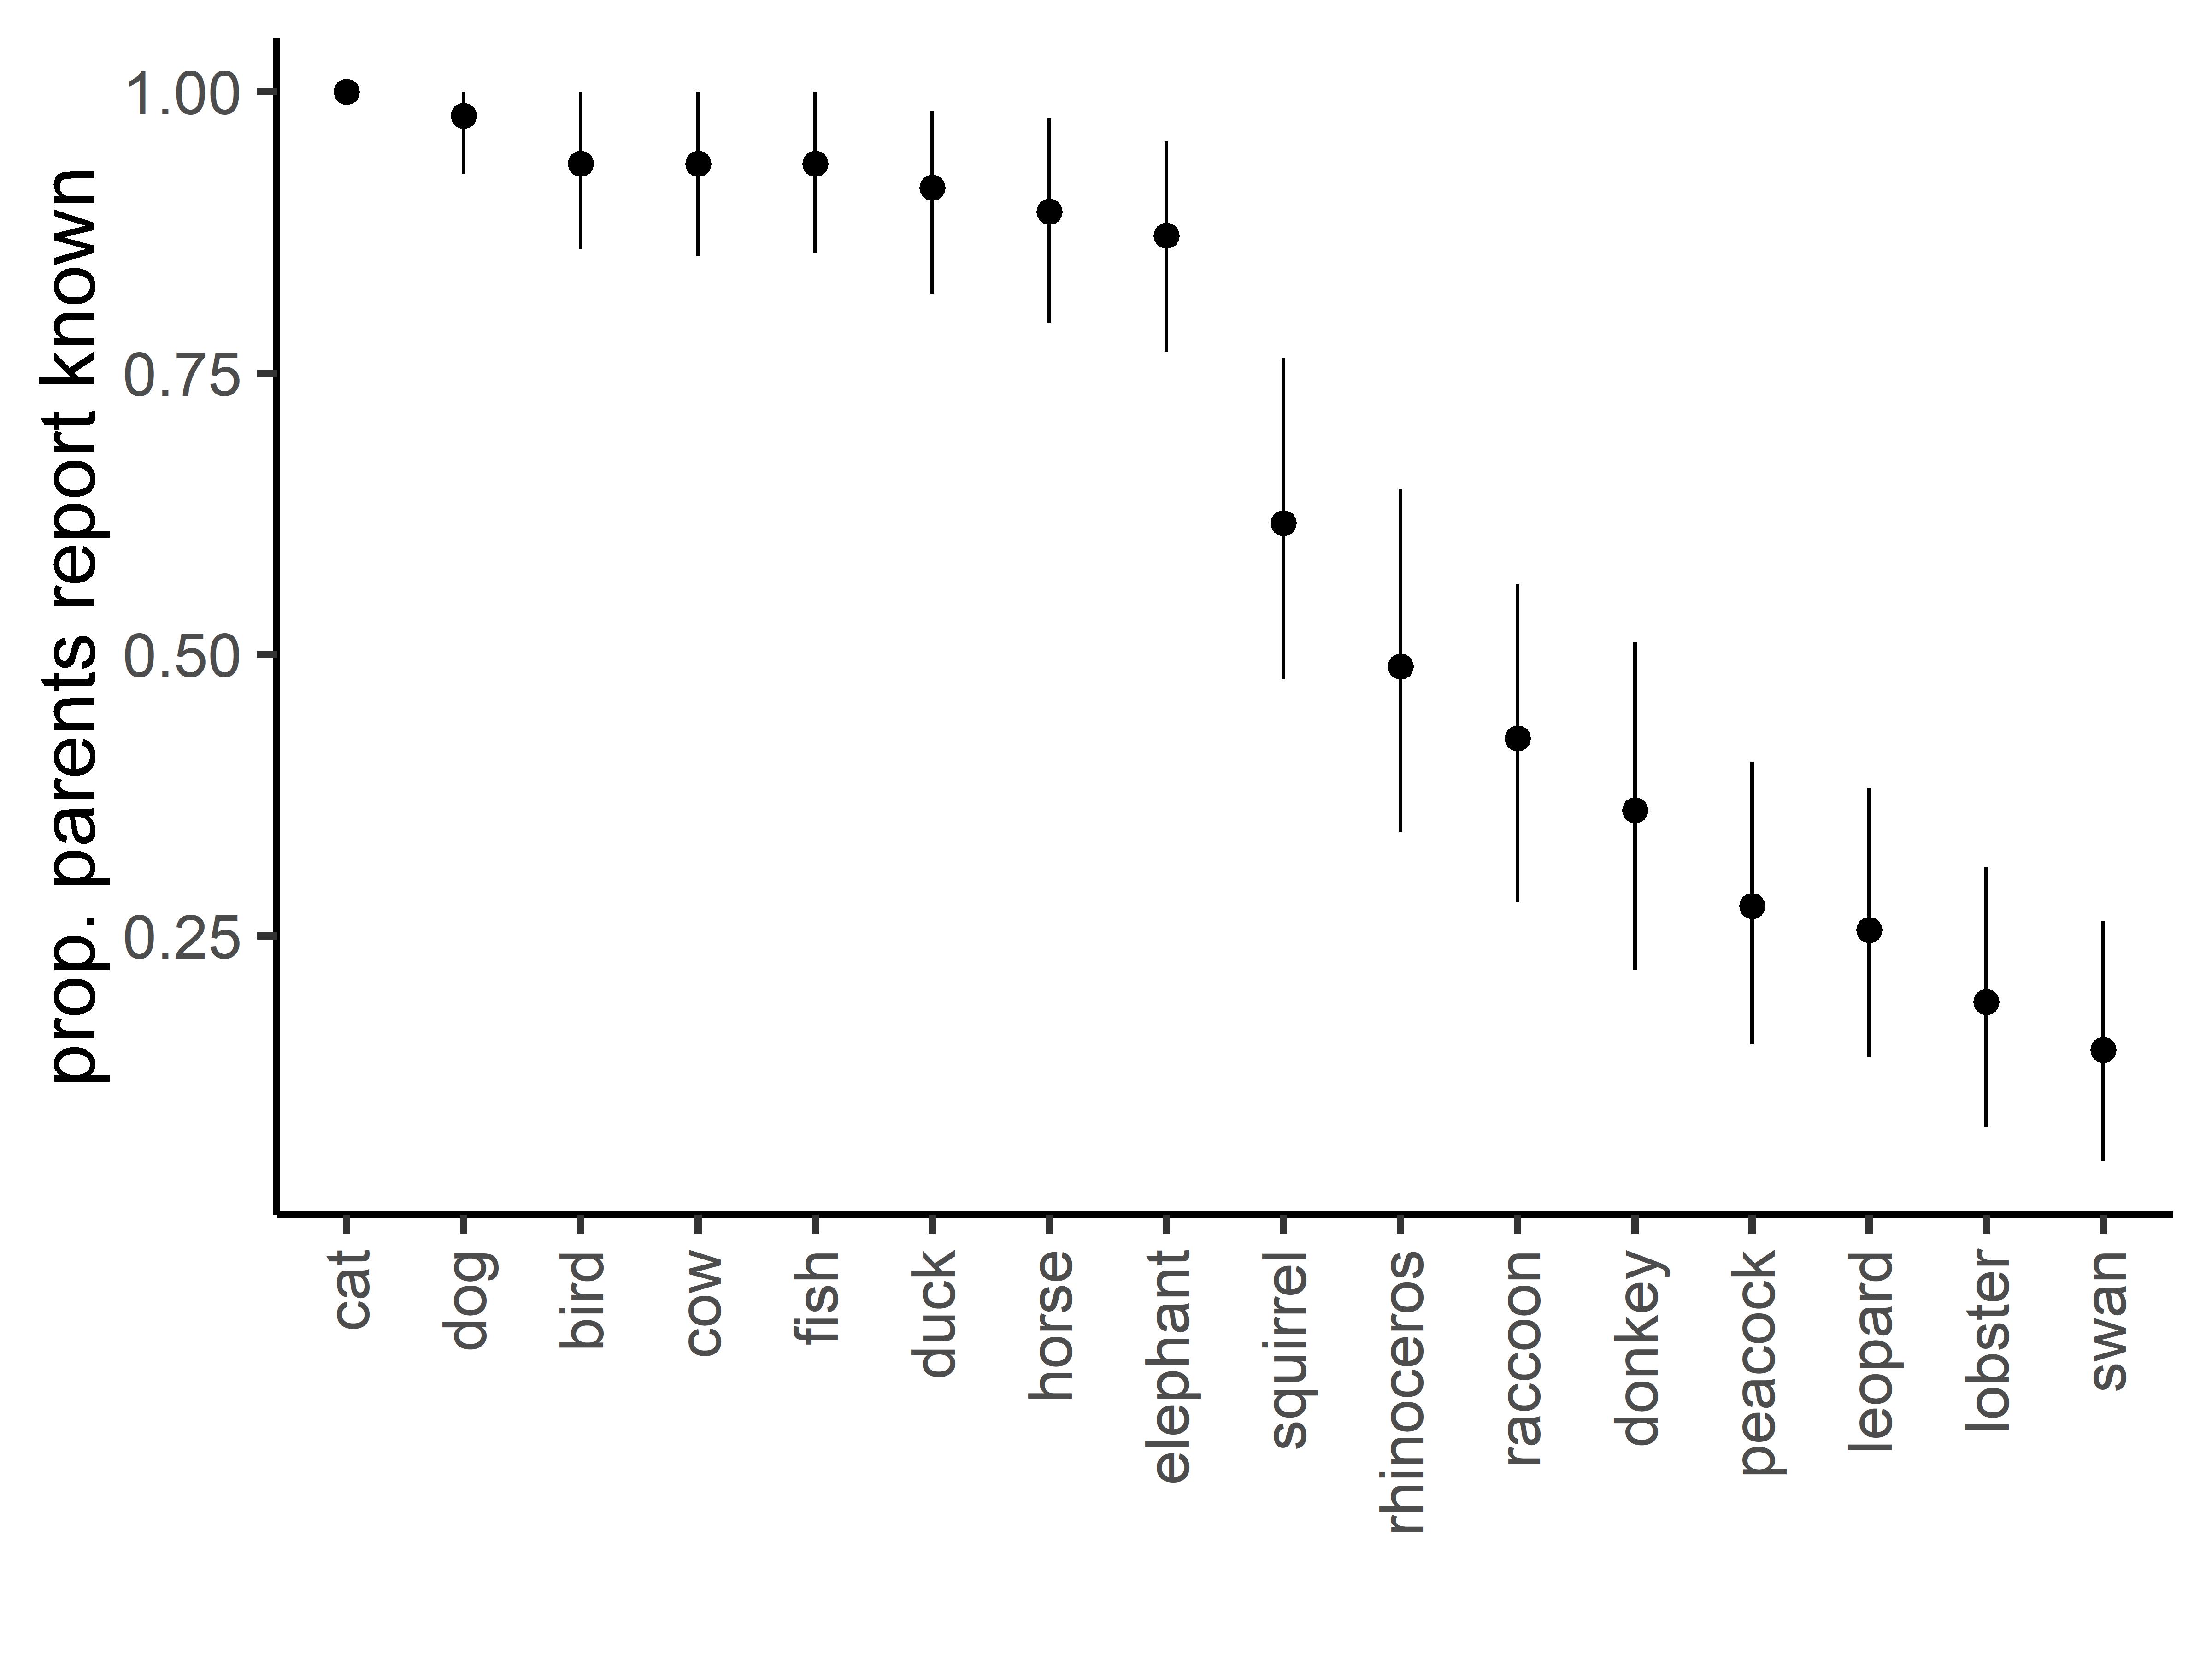 prop. parents report known
1.00
0.75
0.50
0.25
cat
dog
bird
cow
fish
duck
horse
elephant
squirrel
rhinoceros
raccoon
donkey
peacock
leopard
lobster
swan